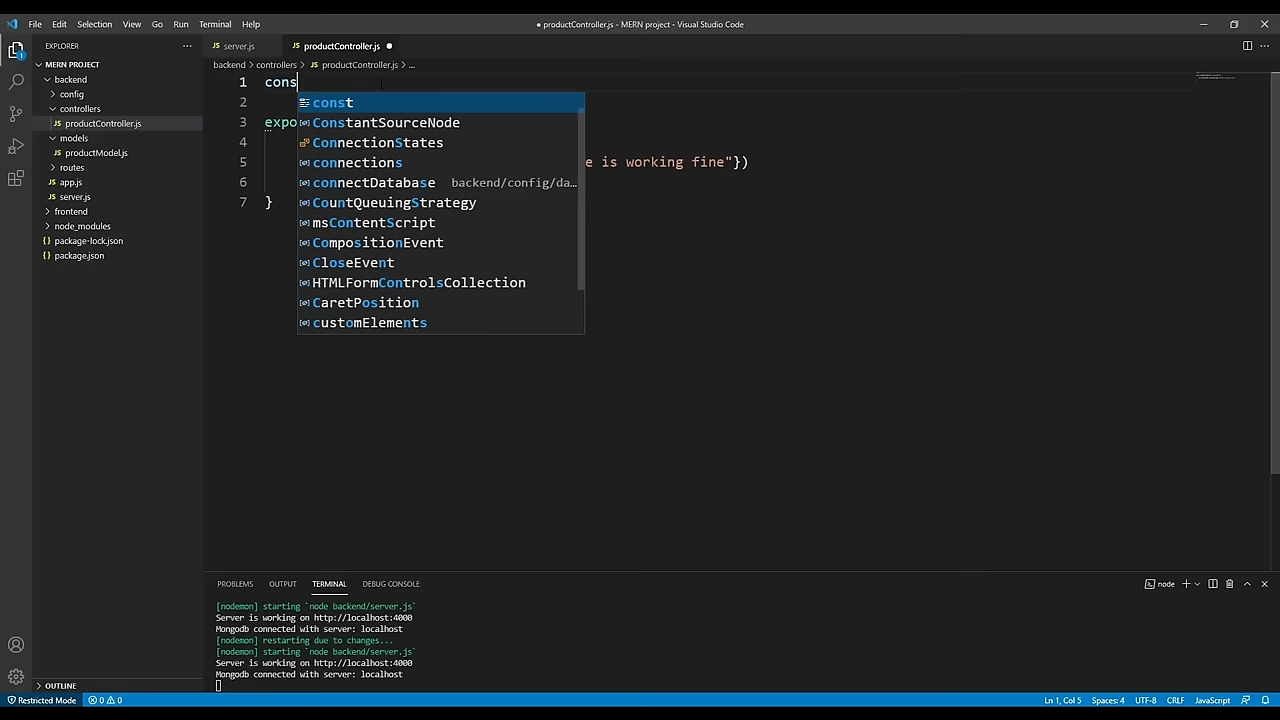 File Edit Selection View Go Run Terminal Help
● productController.js - MERN project - Visual Studio Code
EXPLORER
MERN PROJECT
backend
config
controllers
JS productController.js
models
JS productModel.js
routes
JS app.js
JS server.js
frontend
node_modules
{} package-lock.json
{} package.json
OUTLINE
1
JS server.js
JS productController.js ●
backend > controllers > JS productController.js > ...
1 cons
2
3 expo
4
5 e is working fine"})
6
7 }
const
ConstantSourceNode
ConnectionStates
connections
connectDatabase backend/config/da...
CountQueuingStrategy
msContentScript
CompositionEvent
CloseEvent
HTMLFormControlsCollection
CaretPosition
customElements
PROBLEMS OUTPUT TERMINAL DEBUG CONSOLE
node
[nodemon] starting `node backend/server.js`
Server is working on http://localhost:4000
Mongodb connected with server: localhost
[nodemon] restarting due to changes...
[nodemon] starting `node backend/server.js`
Server is working on http://localhost:4000
Mongodb connected with server: localhost
Restricted Mode 0 0
Ln 1, Col 5 Spaces: 4 UTF-8 CRLF JavaScript